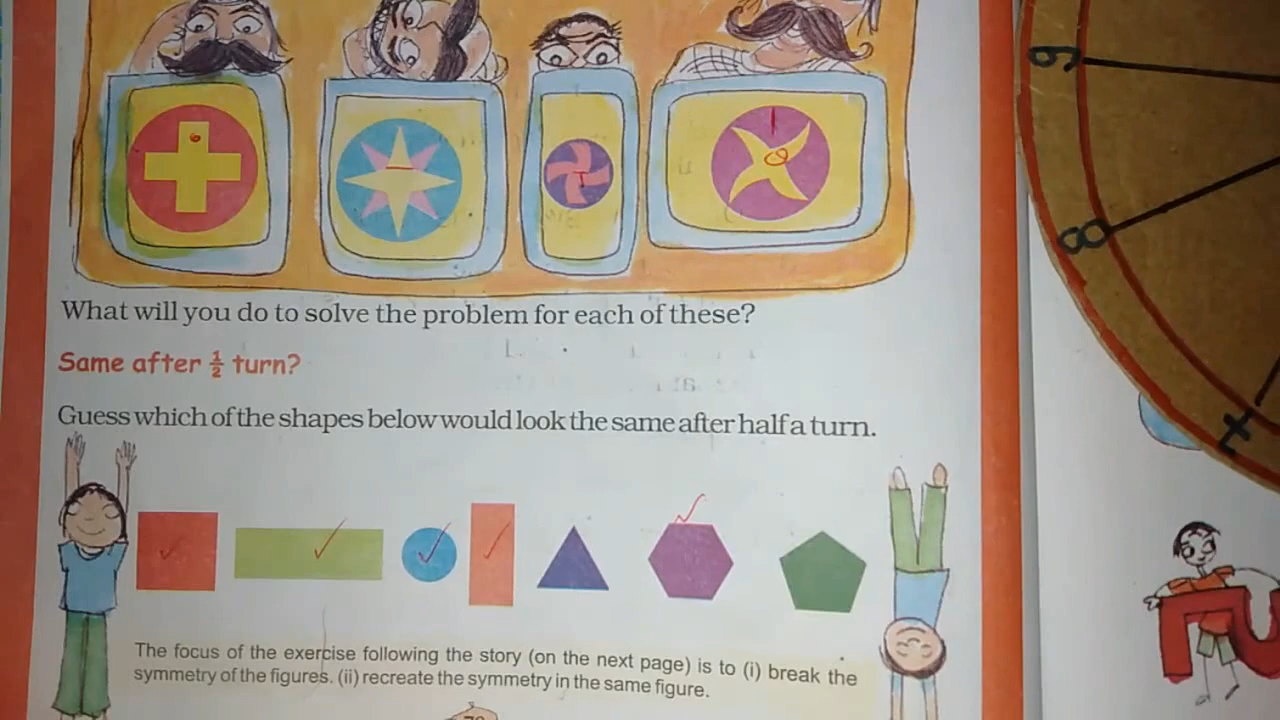 What will you do to solve the problem for each of these?
Same after 1/2 turn?
Guess which of the shapes below would look the same after half a turn.
The focus of the exercise following the story (on the next page) is to (i) break the
symmetry of the figures. (ii) recreate the symmetry in the same figure.
9
8
7